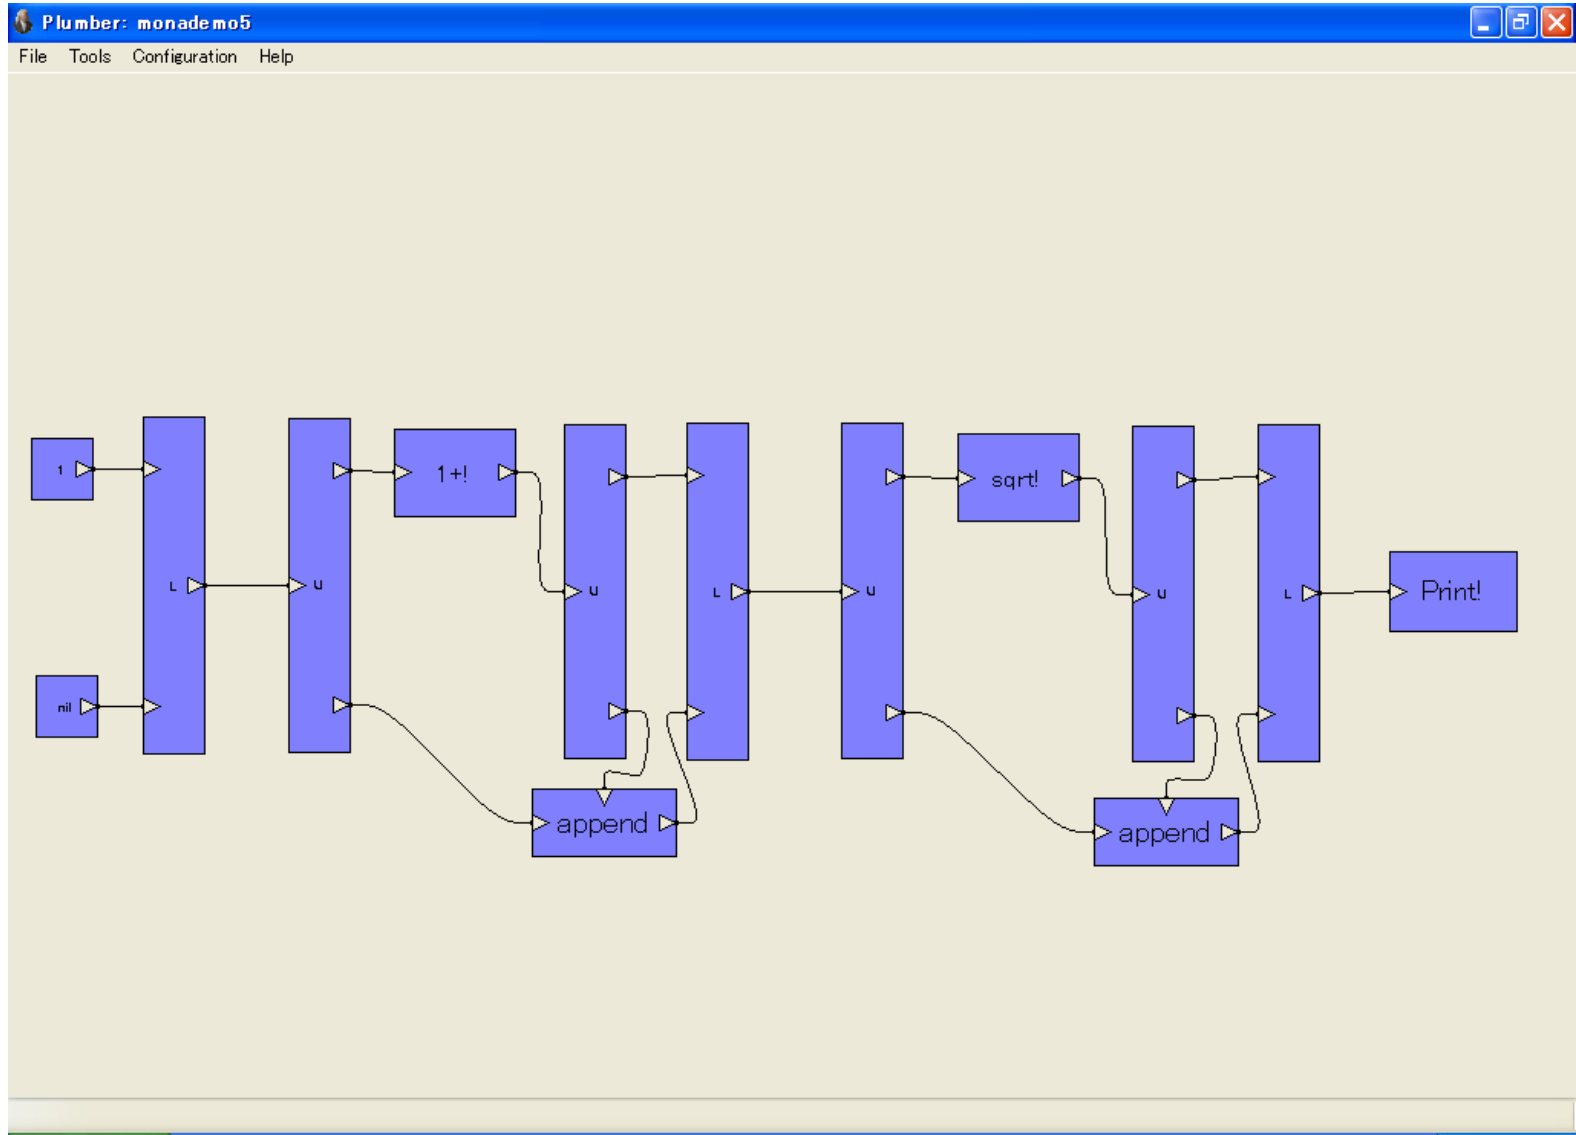 Plumber: monademo5
File Tools Configuration Help
1
L
U
1+!
U
L
U
sqrt!
U
L
Print!
nil
append
append